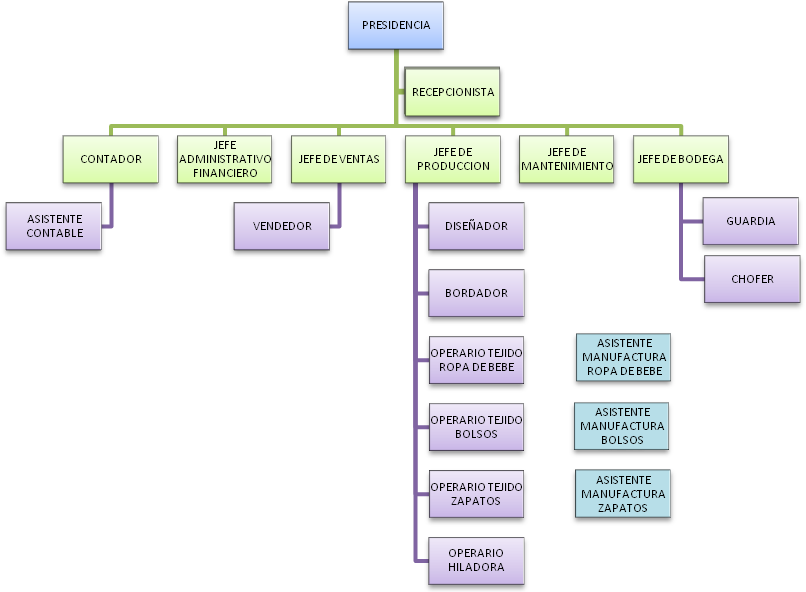 PRESIDENCIA
RECEPCIONISTA
CONTADOR
JEFE
ADMINISTRATIVO
FINANCIERO
JEFE DE VENTAS
JEFE DE
PRODUCCION
JEFE DE
MANTENIMIENTO
JEFE DE BODEGA
ASISTENTE
CONTABLE
VENDEDOR
DISEÑADOR
GUARDIA
BORDADOR
CHOFER
OPERARIO TEJIDO
ROPA DE BEBE
ASISTENTE
MANUFACTURA
ROPA DE BEBE
OPERARIO TEJIDO
BOLSOS
ASISTENTE
MANUFACTURA
BOLSOS
OPERARIO TEJIDO
ZAPATOS
ASISTENTE
MANUFACTURA
ZAPATOS
OPERARIO
HILADORA